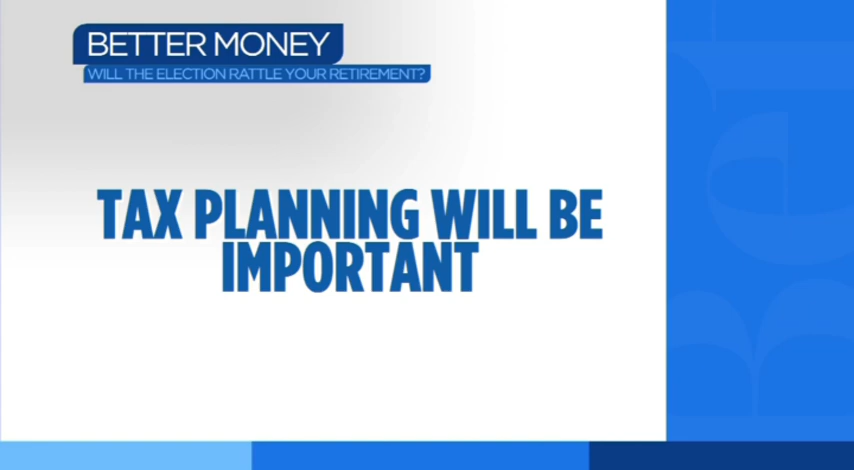 BETTER MONEY
WILL THE ELECTION RATTLE YOUR RETIREMENT?
TAX PLANNING WILL BE
IMPORTANT